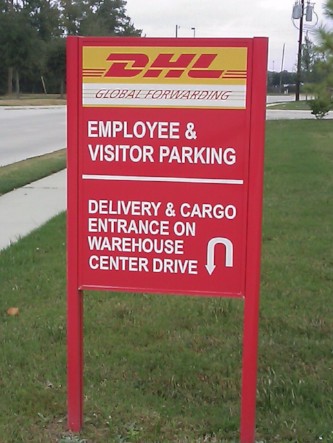 DHL
GLOBAL FORWARDING
EMPLOYEE &
VISITOR PARKING
DELIVERY & CARGO
ENTRANCE ON
WAREHOUSE
CENTER DRIVE